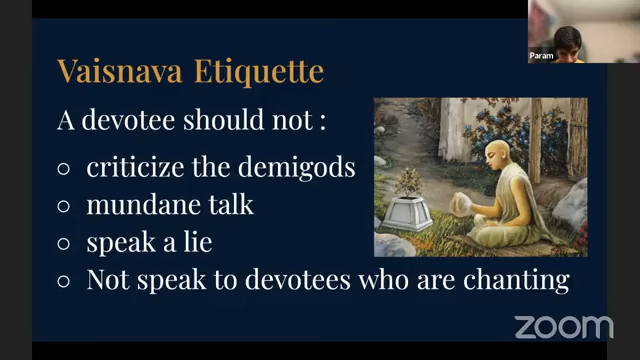 Vaisnava Etiquette
A devotee should not :
criticize the demigods
mundane talk
speak a lie
Not speak to devotees who are chanting
Param
zoom